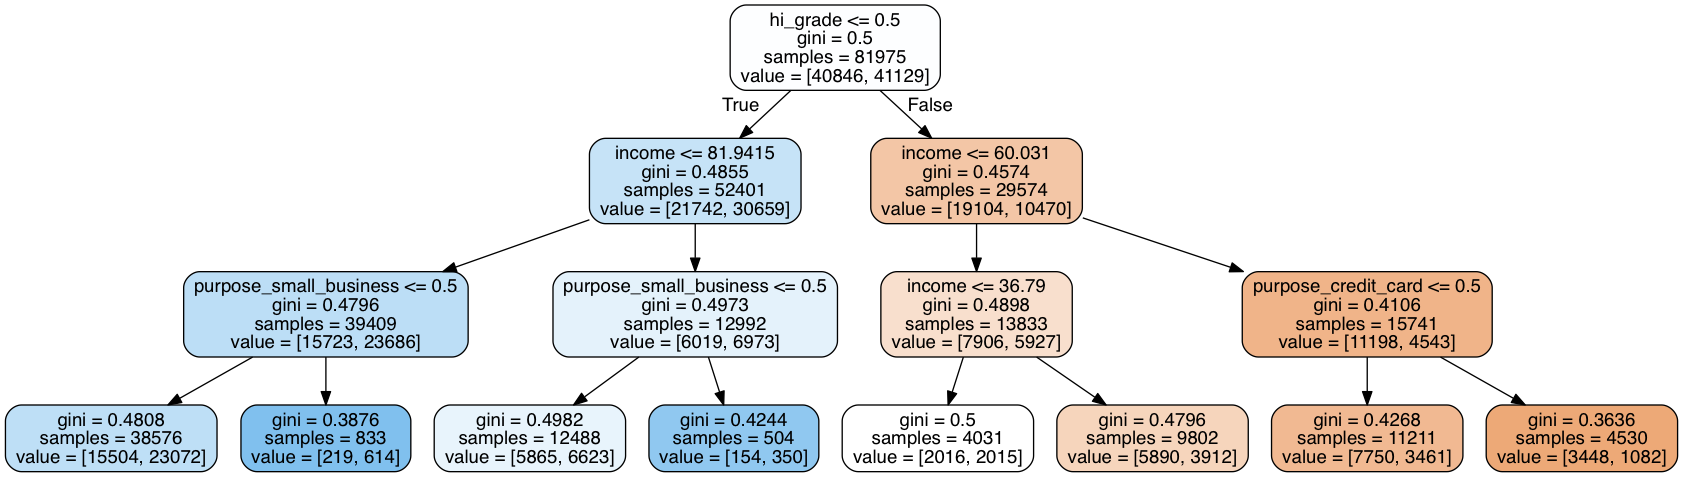 hi_grade <= 0.5
gini = 0.5
samples = 81975
value = [40846, 41129]
True
False
income <= 81.9415
gini = 0.4855
samples = 52401
value = [21742, 30659]
income <= 60.031
gini = 0.4574
samples = 29574
value = [19104, 10470]
purpose_small_business <= 0.5
gini = 0.4796
samples = 39409
value = [15723, 23686]
purpose_small_business <= 0.5
gini = 0.4973
samples = 12992
value = [6019, 6973]
income <= 36.79
gini = 0.4898
samples = 13833
value = [7906, 5927]
purpose_credit_card <= 0.5
gini = 0.4106
samples = 15741
value = [11198, 4543]
gini = 0.4808
samples = 38576
value = [15504, 23072]
gini = 0.3876
samples = 833
value = [219, 614]
gini = 0.4982
samples = 12488
value = [5865, 6623]
gini = 0.4244
samples = 504
value = [154, 350]
gini = 0.5
samples = 4031
value = [2016, 2015]
gini = 0.4796
samples = 9802
value = [5890, 3912]
gini = 0.4268
samples = 11211
value = [7750, 3461]
gini = 0.3636
samples = 4530
value = [3448, 1082]